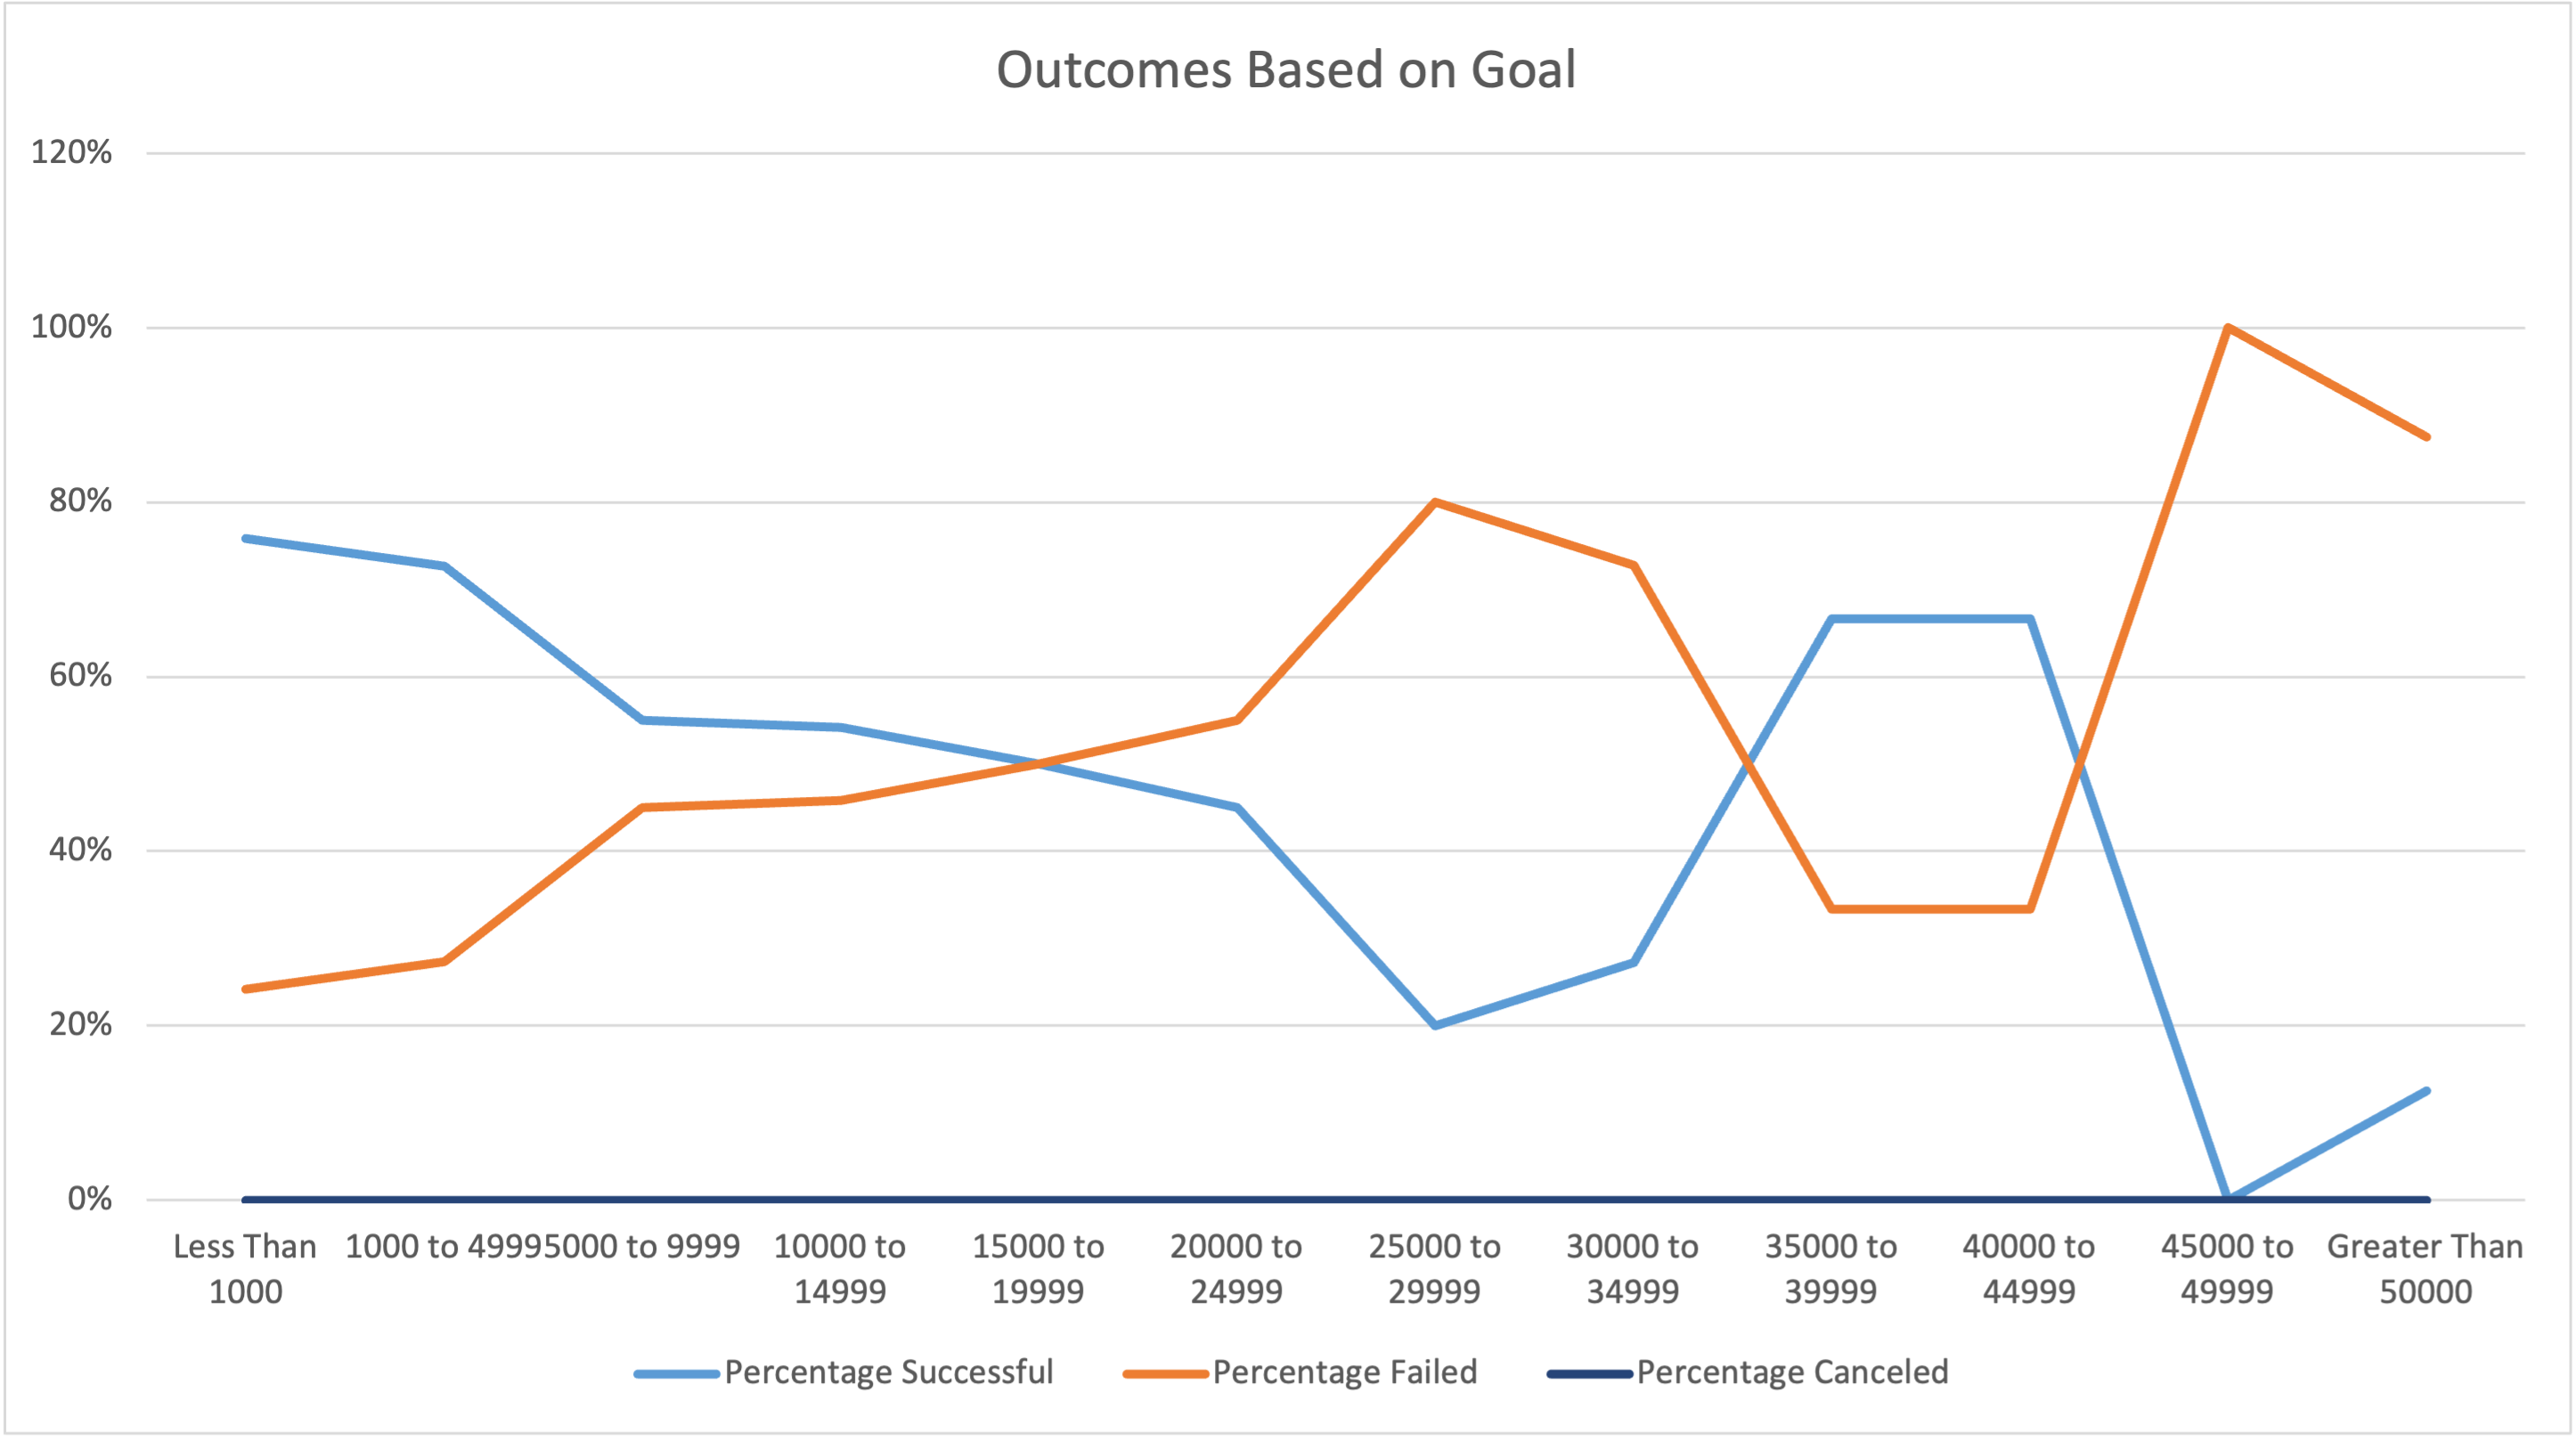 Outcomes Based on Goal
120%
100%
80%
60%
40%
20%
0%
Less Than 1000 to 4999 5000 to 9999 10000 to 15000 to 20000 to 25000 to 30000 to 35000 to 40000 to 45000 to Greater Than
1000 14999 19999 24999 29999 34999 39999 44999 49999 50000
Percentage Successful Percentage Failed Percentage Canceled